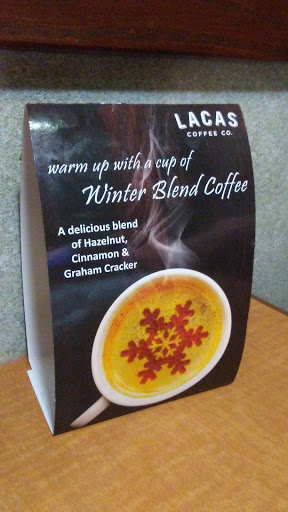 LACAS
COFFEE CO.
warm up with a cup of
Winter Blend Coffee
A delicious blend
of Hazelnut,
Cinnamon &
Graham Cracker